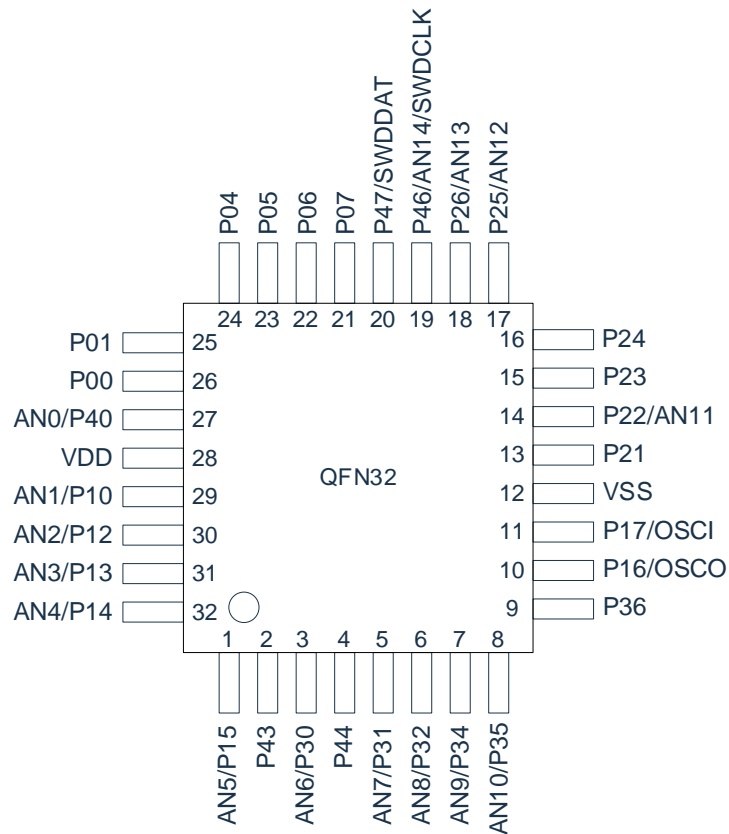 P04
P05
P06
P07
P47/SWDDAT
P46/AN14/SWDCLK
P26/AN13
P25/AN12
24
23
22
21
20
19
18
17
P01
25
P00
26
AN0/P40
27
VDD
28
AN1/P10
29
AN2/P12
30
AN3/P13
31
AN4/P14
32
QFN32
16
P24
15
P23
14
P22/AN11
13
P21
12
VSS
11
P17/OSCI
10
P16/OSCO
9
P36
1
2
3
4
5
6
7
8
AN5/P15
P43
AN6/P30
P44
AN7/P31
AN8/P32
AN9/P34
AN10/P35